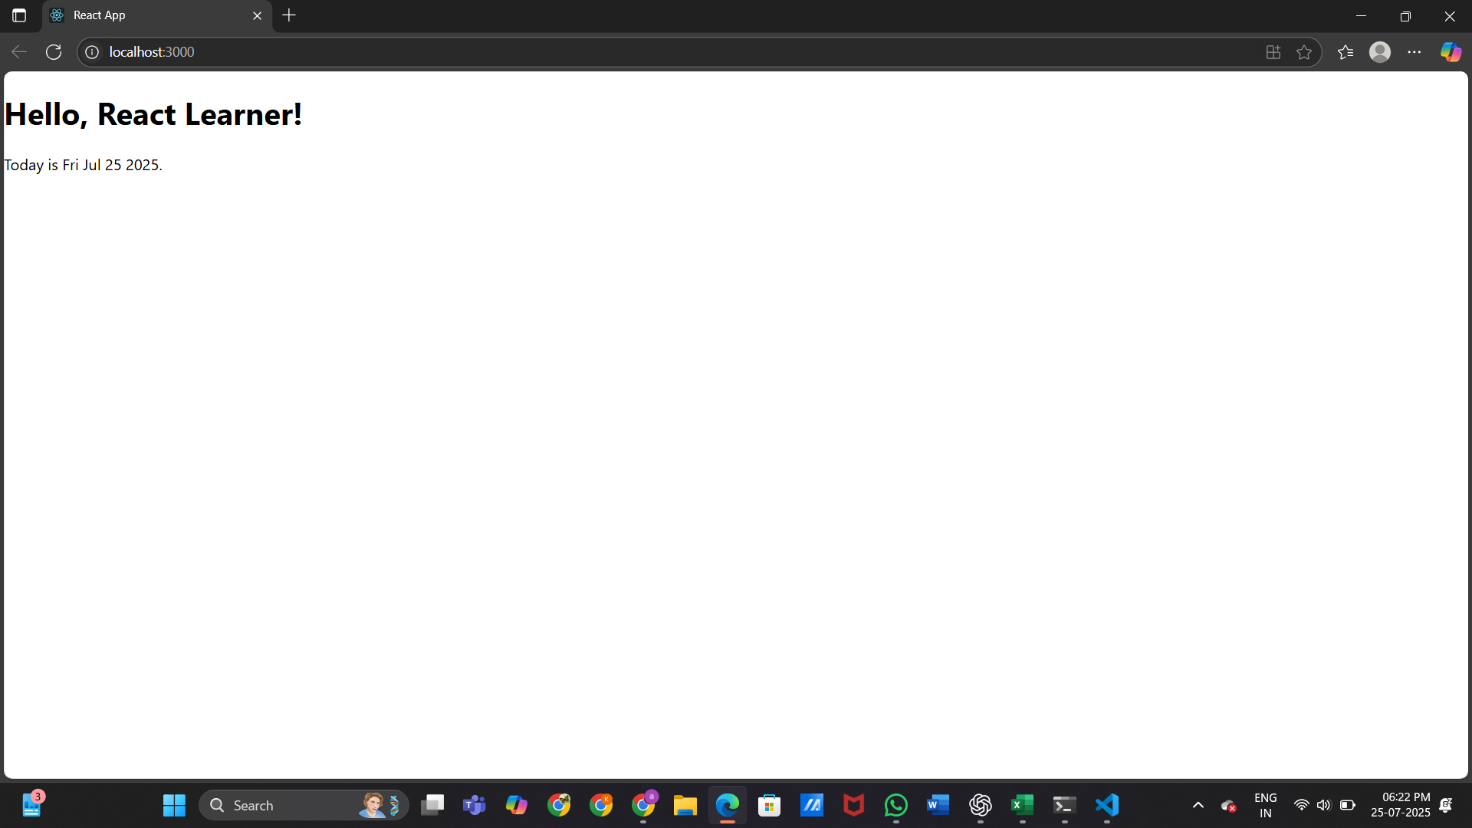 React App
localhost:3000
Hello, React Learner!
Today is Fri Jul 25 2025.
3
Search
ENG
IN
06:22 PM
25-07-2025